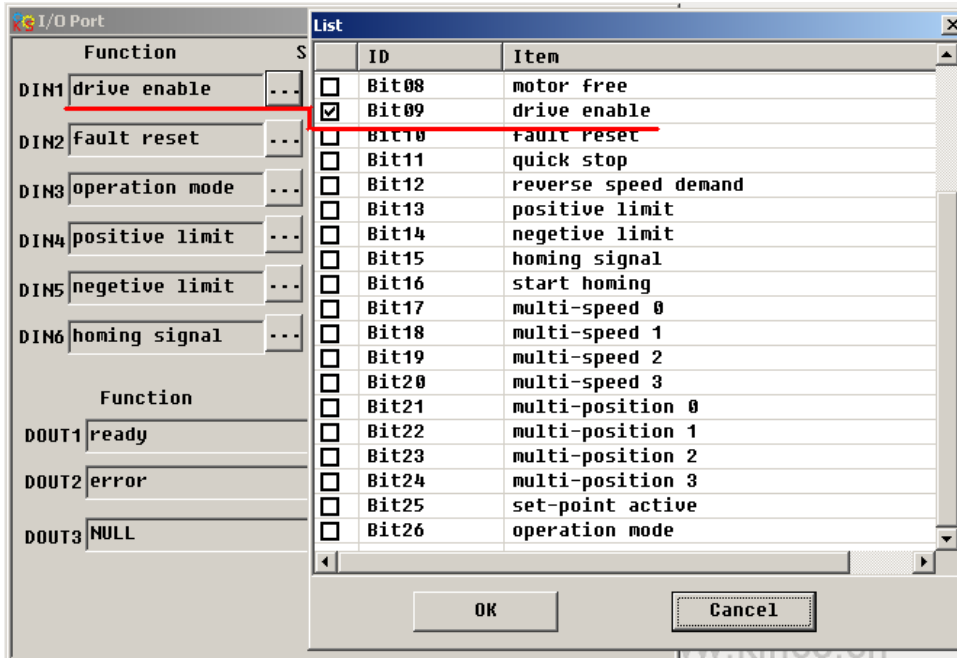 I/O Port
Function S
DIN1 drive enable ...
DIN2 fault reset ...
DIN3 operation mode ...
DIN4 positive limit ...
DIN5 negetive limit ...
DIN6 homing signal ...
Function
DOUT1 ready
DOUT2 error
DOUT3 NULL
List
ID Item
Bit08 motor free
Bit09 drive enable
Bit10 fault reset
Bit11 quick stop
Bit12 reverse speed demand
Bit13 positive limit
Bit14 negetive limit
Bit15 homing signal
Bit16 start homing
Bit17 multi-speed 0
Bit18 multi-speed 1
Bit19 multi-speed 2
Bit20 multi-speed 3
Bit21 multi-position 0
Bit22 multi-position 1
Bit23 multi-position 2
Bit24 multi-position 3
Bit25 set-point active
Bit26 operation mode
OK Cancel